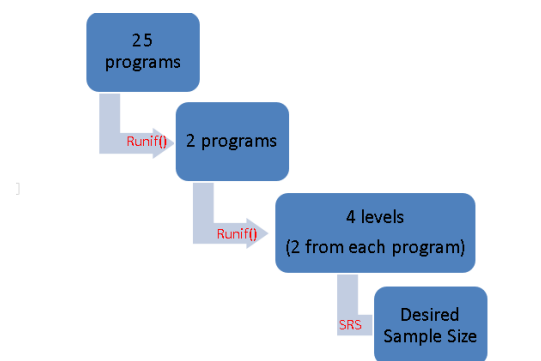 25
programs
Runif()
2 programs
Runif()
4 levels
(2 from each program)
SRS
Desired
Sample Size